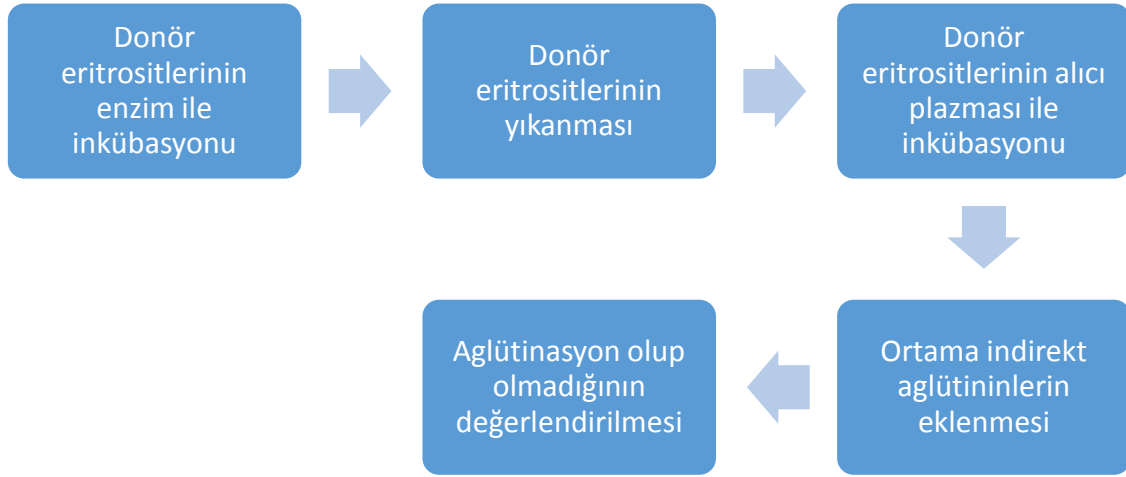 Donör
eritrositlerinin
enzim ile
inkübasyonu
Donör
eritrositlerinin
yıkanması
Donör
eritrositlerinin alıcı
plazması ile
inkübasyonu
Ortama indirekt
aglütininlerin
eklenmesi
Aglütinasyon olup
olmadığının
değerlendirilmesi